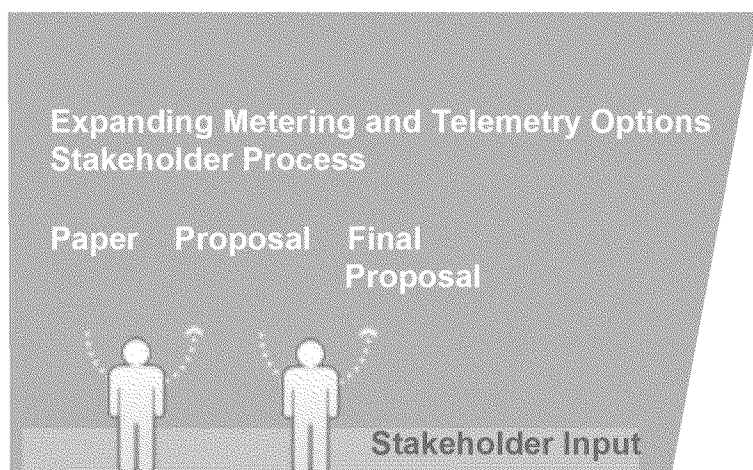 Expanding Metering and Telemetry Options
Stakeholder Process
Paper Proposal Final
Proposal
Stakeholder Input